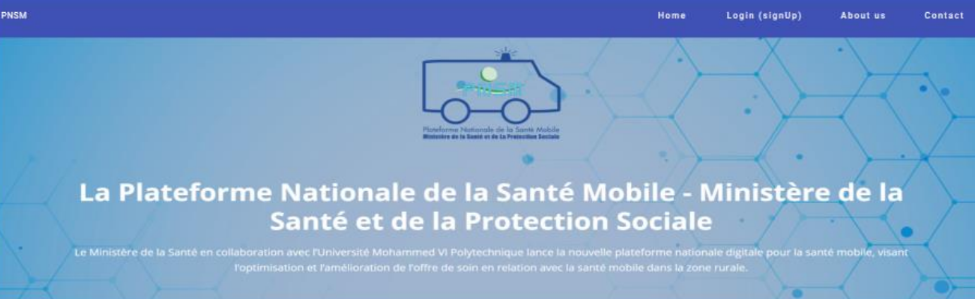 PNSM
Home Login (signUp) About us Contact
PNSM
Plateforme Nationale de la Santé Mobile
Ministère de la Santé et de La Protection Sociale
La Plateforme Nationale de la Santé Mobile - Ministère de la
Santé et de la Protection Sociale
Le Ministère de la Santé en collaboration avec l'Université Mohammed VI Polytechnique lance la nouvelle plateforme nationale digitale pour la santé mobile, visant
l'optimisation et l'amélioration de l'offre de soin en relation avec la santé mobile dans la zone rurale.